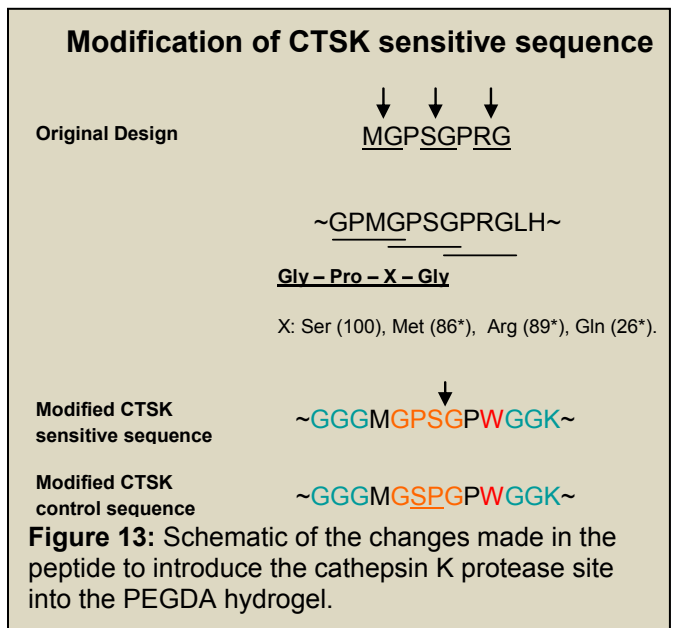 Modification of CTSK sensitive sequence
Original Design
MGPSGPRG
~GPMGPSGPRGLH~
Gly – Pro – X – Gly
X: Ser (100), Met (86*), Arg (89*), Gln (26*).
Modified CTSK
sensitive sequence
~GGGMGPSGPWGGK~
Modified CTSK
control sequence
~GGGMGSPGPWGGK~
Figure 13: Schematic of the changes made in the
peptide to introduce the cathepsin K protease site
into the PEGDA hydrogel.